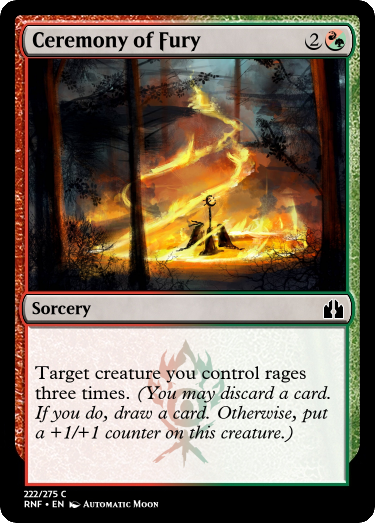 Ceremony of Fury 2
Sorcery
Target creature you control rages
three times. (You may discard a card.
If you do, draw a card. Otherwise, put
a +1/+1 counter on this creature.)
222/275 C
RNF • EN Automatic Moon